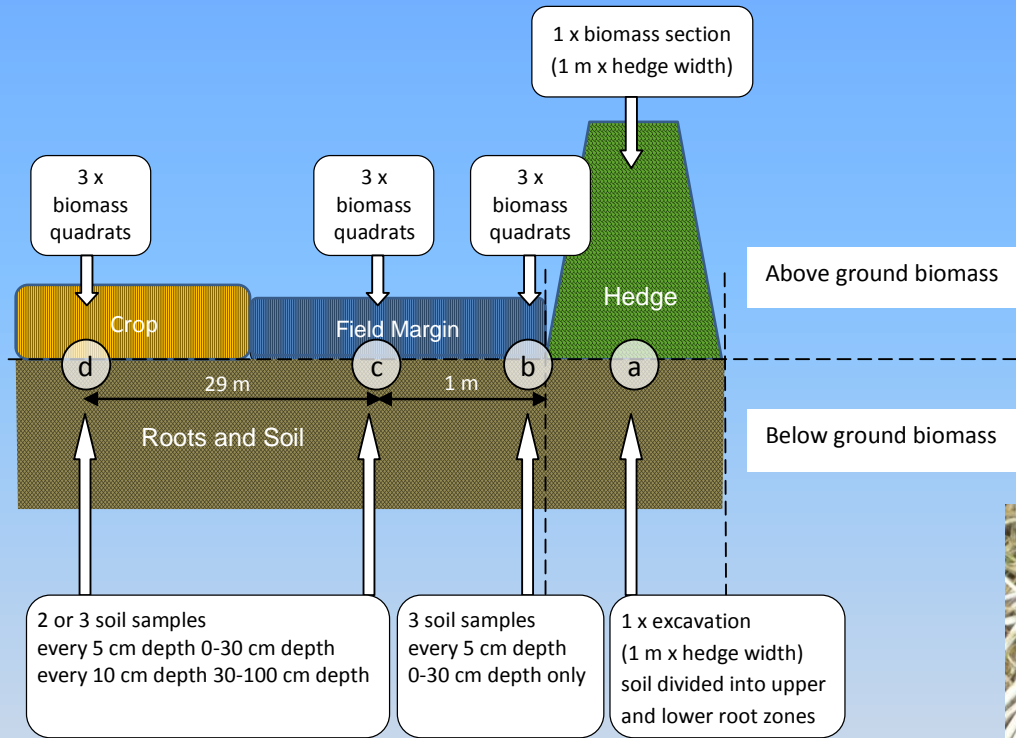 1 x biomass section
(1 m x hedge width)
3 x
biomass
quadrats
3 x
biomass
quadrats
3 x
biomass
quadrats
Above ground biomass
Hedge
Crop
Field Margin
d
c
b
a
29 m
1 m
Roots and Soil
Below ground biomass
2 or 3 soil samples
every 5 cm depth 0-30 cm depth
every 10 cm depth 30-100 cm depth
3 soil samples
every 5 cm depth
0-30 cm depth only
1 x excavation
(1 m x hedge width)
soil divided into upper
and lower root zones